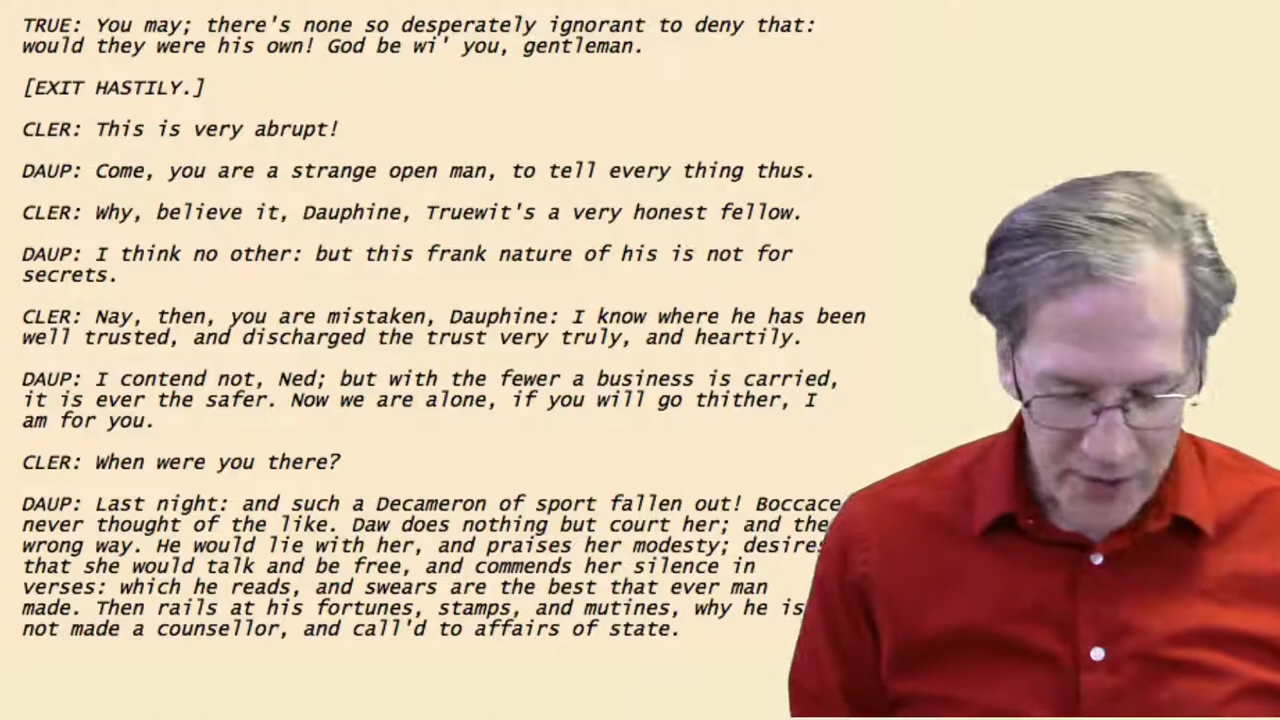 TRUE: You may; there's none so desperately ignorant to deny that:
would they were his own! God be wi' you, gentleman.
[EXIT HASTILY.]
CLER: This is very abrupt!
DAUP: Come, you are a strange open man, to tell every thing thus.
CLER: Why, believe it, Dauphine, Truewit's a very honest fellow.
DAUP: I think no other: but this frank nature of his is not for
secrets.
CLER: Nay, then, you are mistaken, Dauphine: I know where he has been
well trusted, and discharged the trust very truly, and heartily.
DAUP: I contend not, Ned; but with the fewer a business is carried,
it is ever the safer. Now we are alone, if you will go thither, I
am for you.
CLER: When were you there?
DAUP: Last night: and such a Decameron of sport fallen out! Boccace
never thought of the like. Daw does nothing but court her; and the
wrong way. He would lie with her, and praises her modesty; desires
that she would talk and be free, and commends her silence in
verses: which he reads, and swears are the best that ever man
made. Then rails at his fortunes, stamps, and mutines, why he is
not made a counsellor, and call'd to affairs of state.